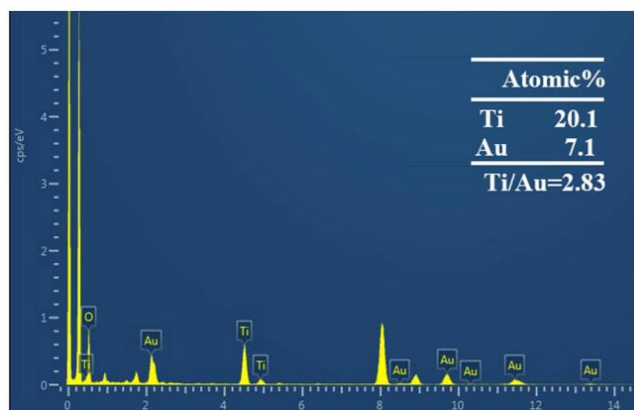 5
4
3
2
1
0
cps/eV
Atomic%
Ti 20.1
Au 7.1
Ti/Au=2.83
O
Ti
Au
Ti
Ti
Au
Au
Au
Au
Au
Au
0 2 4 6 8 10 12 14